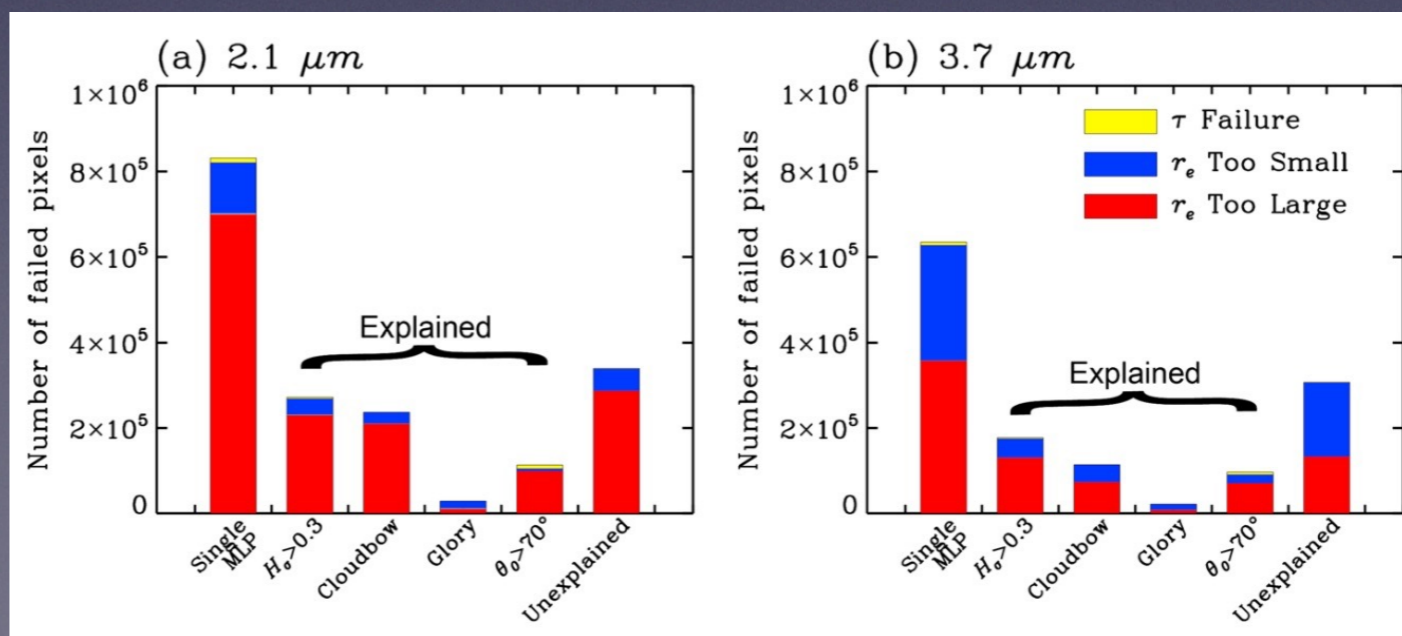 (a) 2.1 μm
Number of failed pixels
1×10⁶
8×10⁵
6×10⁵
4×10⁵
2×10⁵
0
Explained
Single MLP
Hₑ>0.3
Cloudbow
Glory
θ₀>70°
Unexplained
(b) 3.7 μm
Number of failed pixels
1×10⁶
8×10⁵
6×10⁵
4×10⁵
2×10⁵
0
τ Failure
rₑ Too Small
rₑ Too Large
Explained
Single MLP
Hₑ>0.3
Cloudbow
Glory
θ₀>70°
Unexplained